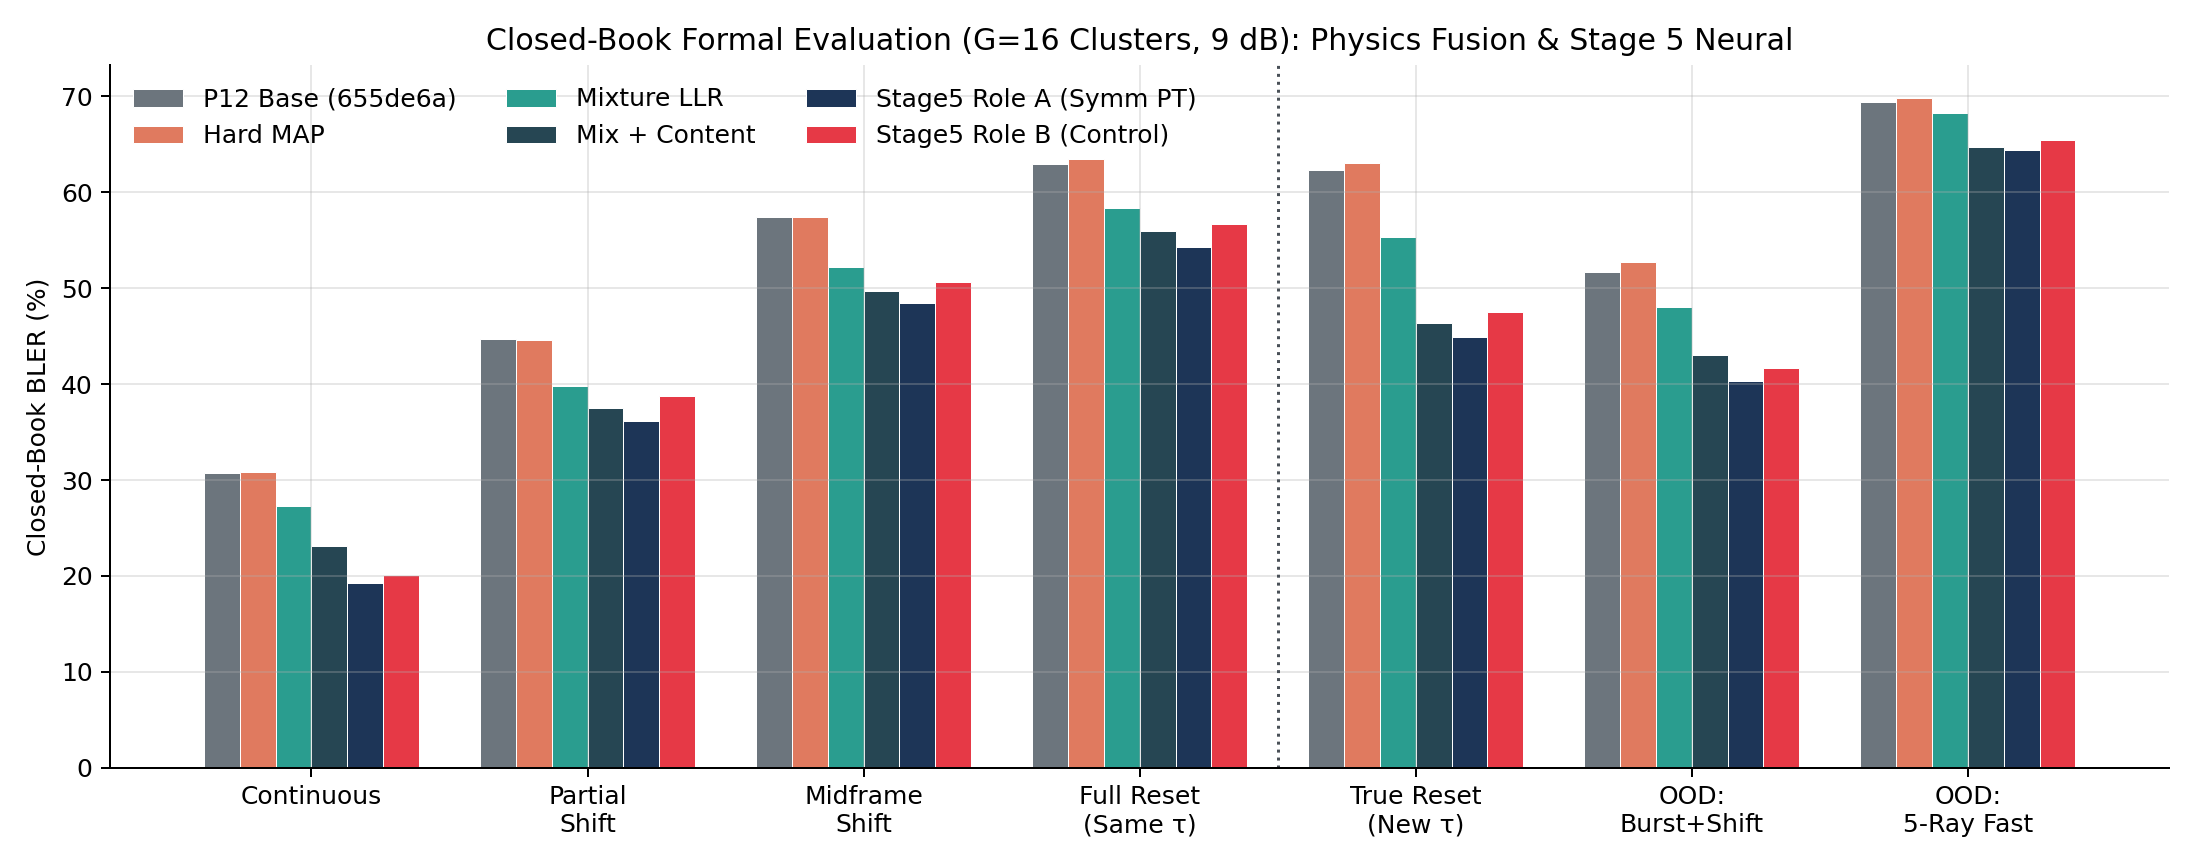 Closed-Book Formal Evaluation (G=16 Clusters, 9 dB): Physics Fusion & Stage 5 Neural
P12 Base (655de6a)
Hard MAP
Mixture LLR
Mix + Content
Stage5 Role A (Symm PT)
Stage5 Role B (Control)
Closed-Book BLER (%)
70
60
50
40
30
20
10
0
Continuous
Partial
Shift
Midframe
Shift
Full Reset
(Same τ)
True Reset
(New τ)
OOD:
Burst+Shift
OOD:
5-Ray Fast